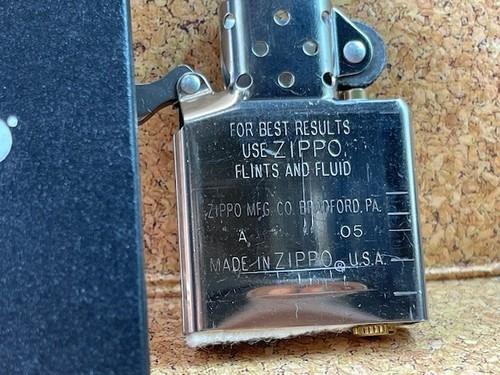 FOR BEST RESULTS
USE ZIPPO
FLINTS AND FLUID
ZIPPO MFG. CO. BRADFORD, PA.
A 05
MADE IN ZIPPO® U.S.A.